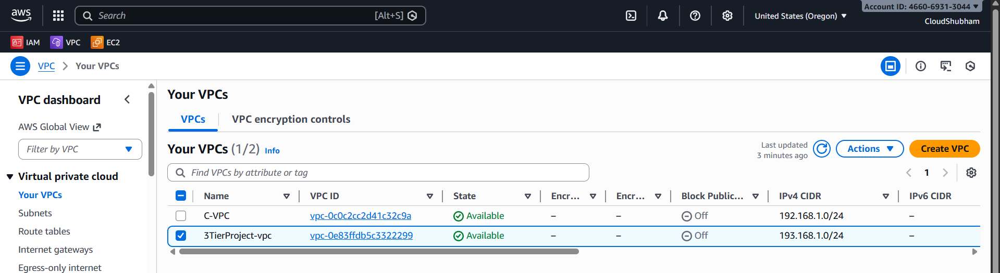 aws
Search [Alt+S]
United States (Oregon)
Account ID: 4660-6931-3044
CloudShubham
IAM VPC EC2
VPC Your VPCs
VPC dashboard
AWS Global View
Filter by VPC
Virtual private cloud
Your VPCs
Subnets
Route tables
Internet gateways
Egress-only internet
Your VPCs
VPCs VPC encryption controls
Your VPCs (1/2) Info
Last updated
3 minutes ago
Actions
Create VPC
Find VPCs by attribute or tag
1
Name VPC ID State Encr... Encr... Block Public... IPv4 CIDR IPv6 CIDR
C-VPC vpc-0c0c2cc2d41c32c9a Available – – Off 192.168.1.0/24 –
3TierProject-vpc vpc-0e83ffdb5c3322299 Available – – Off 193.168.1.0/24 –